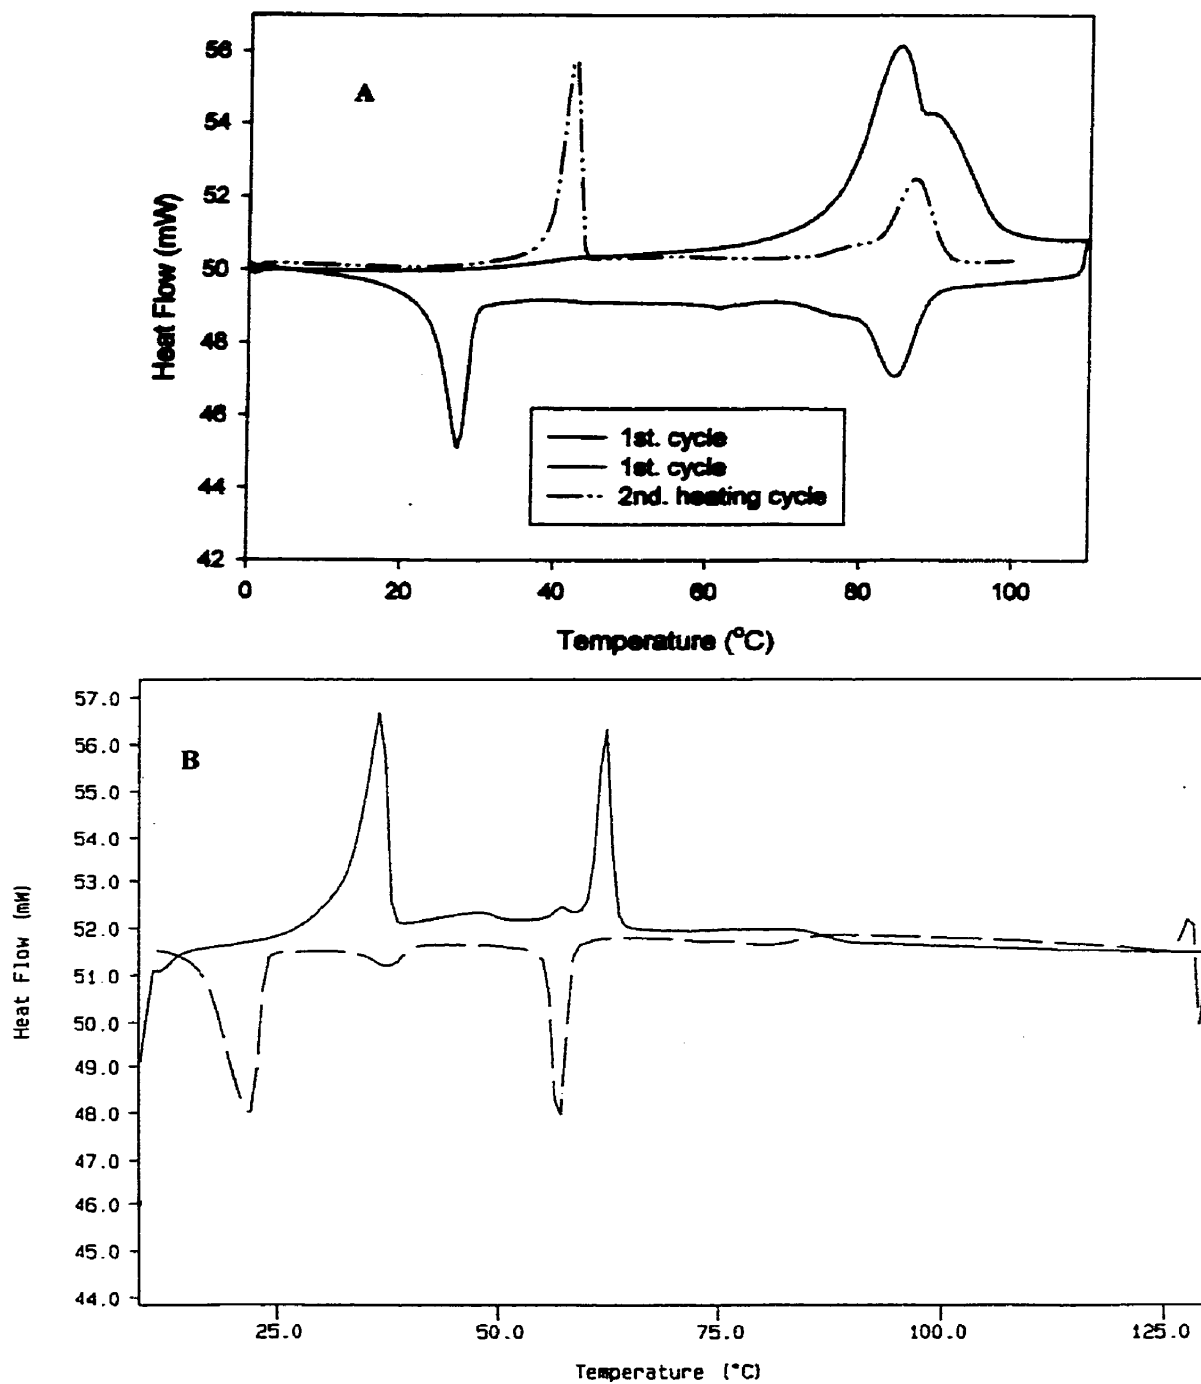 56
A
54
52
50
48
46
44
42
Heat Flow (mW)
1st. cycle
1st. cycle
2nd. heating cycle
0 20 40 60 80 100
Temperature (°C)
57.0
B
56.0
55.0
54.0
53.0
52.0
51.0
50.0
49.0
48.0
47.0
46.0
45.0
44.0
Heat Flow (mW)
25.0 50.0 75.0 100.0 125.0
Temperature (°C)